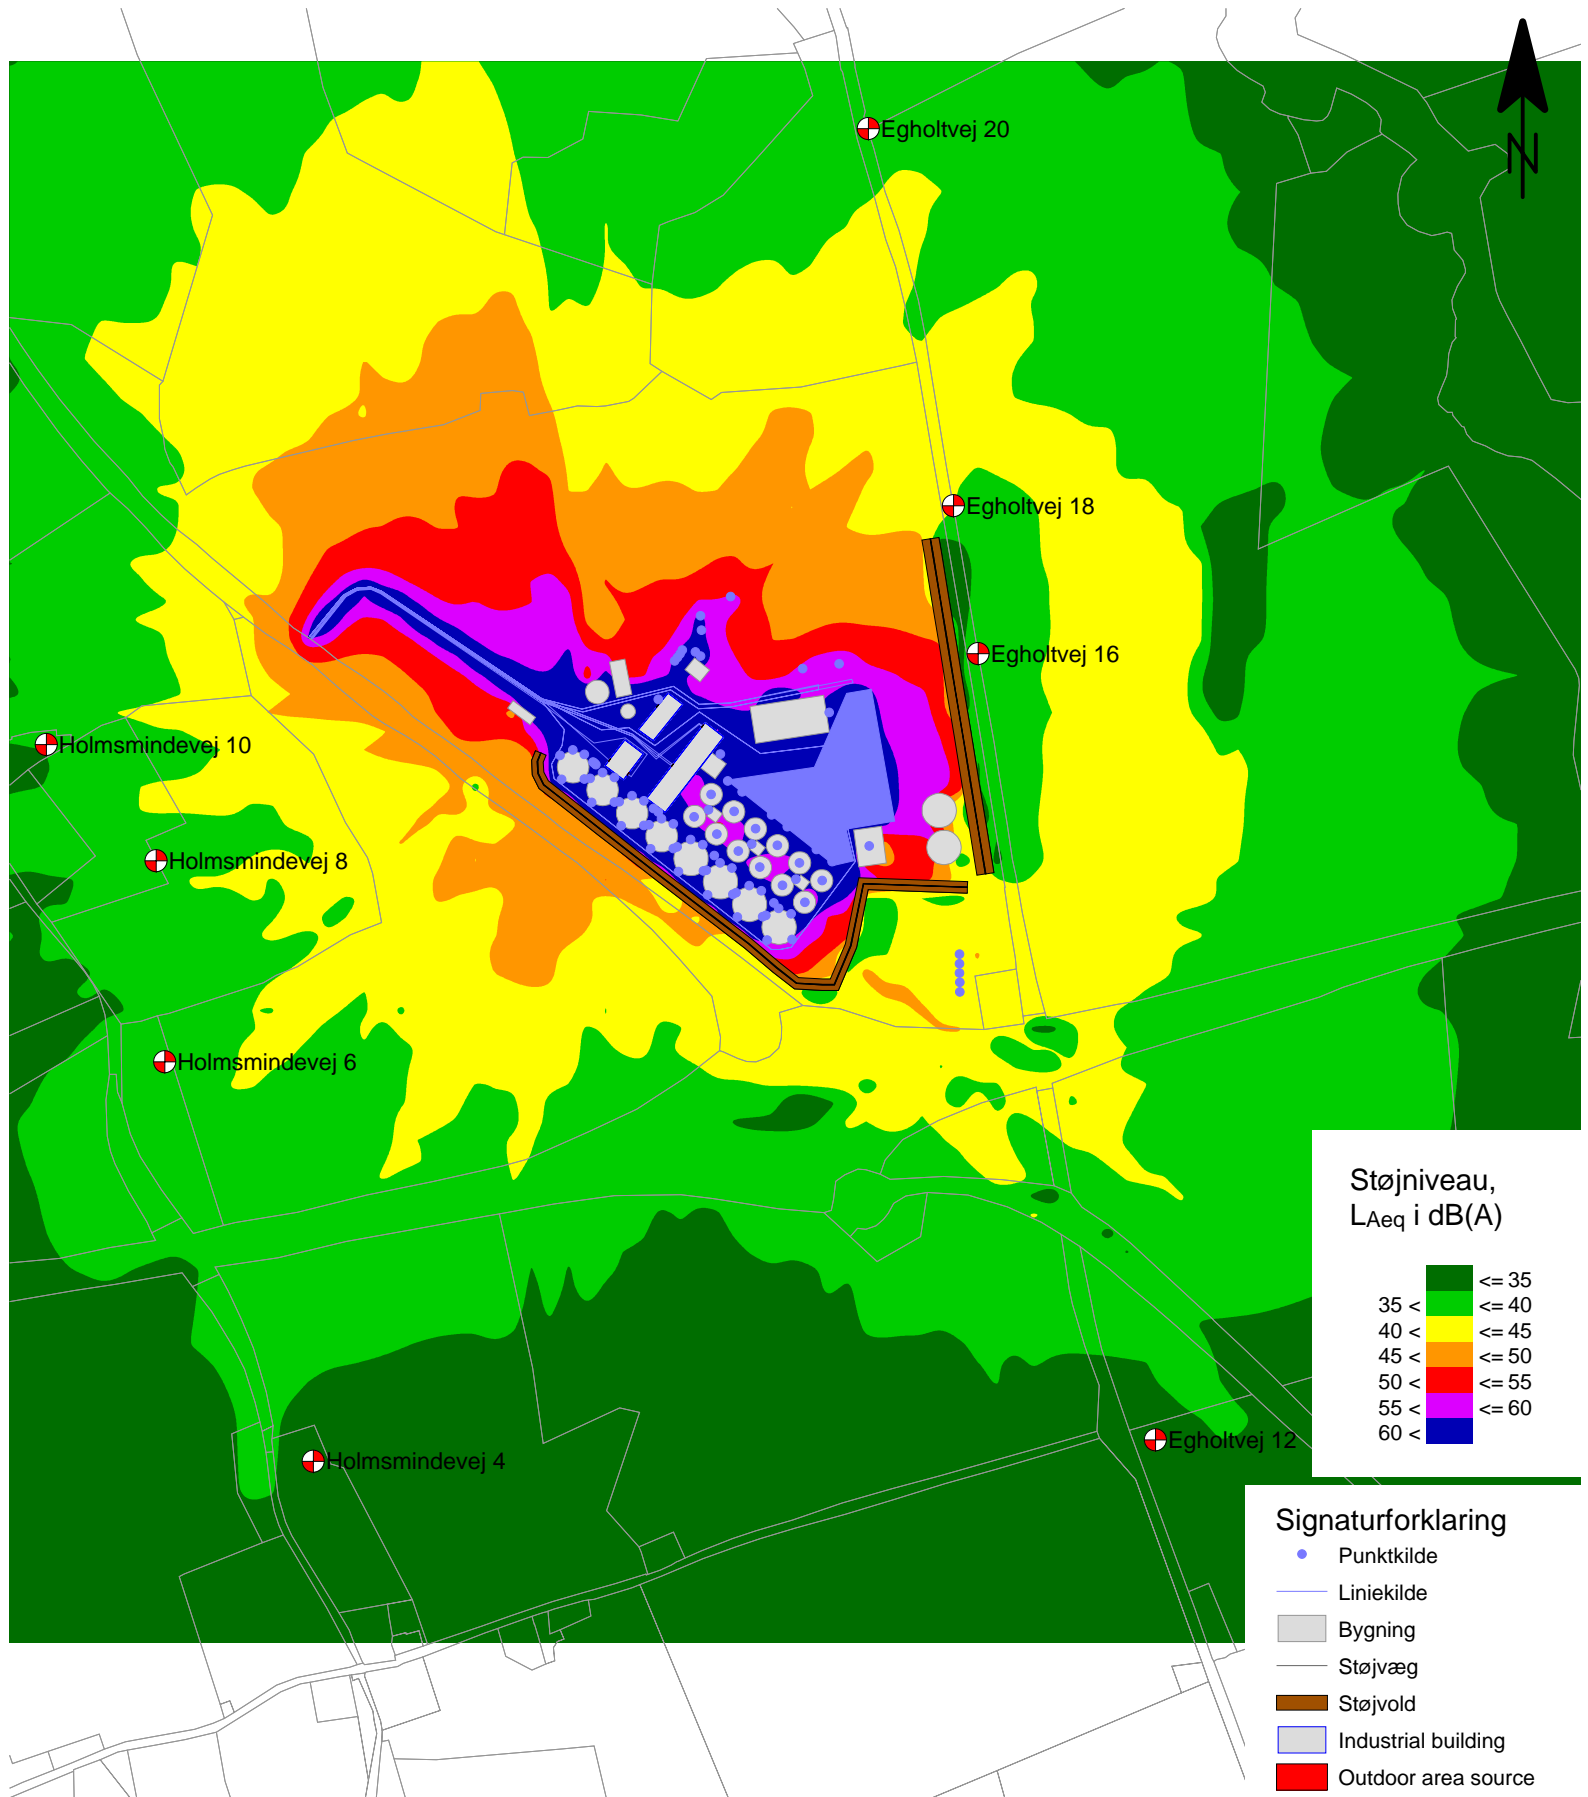 N
Egholtvej 20
Egholtvej 18
Egholtvej 16
Holmsmindevej 10
Holmsmindevej 8
Holmsmindevej 6
Holmsmindevej 4
Egholtvej 12
Støjniveau,
LAeq i dB(A)
<= 35
35 < <= 40
40 < <= 45
45 < <= 50
50 < <= 55
55 < <= 60
60 <
Signaturforklaring
Punktkilde
Liniekilde
Bygning
Støjvæg
Støjvold
Industrial building
Outdoor area source